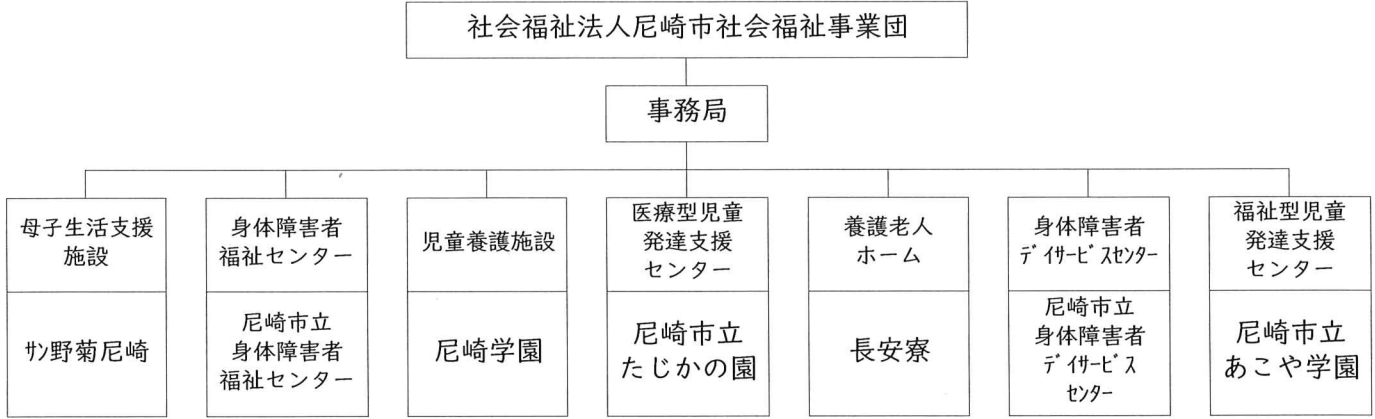 社会福祉法人尼崎市社会福祉事業団
事務局
母子生活支援
施設
ｻﾝ野菊尼崎
身体障害者
福祉センター
尼崎市立
身体障害者
福祉センター
児童養護施設
尼崎学園
医療型児童
発達支援
センター
尼崎市立
たじかの園
養護老人
ホーム
長安寮
身体障害者
ﾃﾞｲｻｰﾋﾞｽｾﾝﾀｰ
尼崎市立
身体障害者
ﾃﾞｲｻｰﾋﾞｽ
ｾﾝﾀｰ
福祉型児童
発達支援
センター
尼崎市立
あこや学園